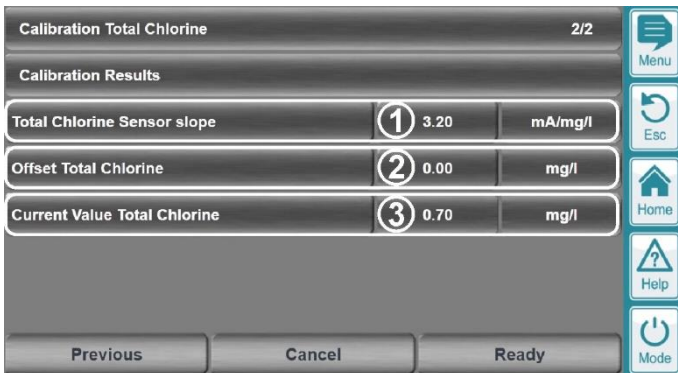 Calibration Total Chlorine 2/2
Menu
Calibration Results
Total Chlorine Sensor slope 1 3.20 mA/mg/l
Esc
Offset Total Chlorine 2 0.00 mg/l
Current Value Total Chlorine 3 0.70 mg/l
Home
? Help
Previous Cancel Ready
Mode